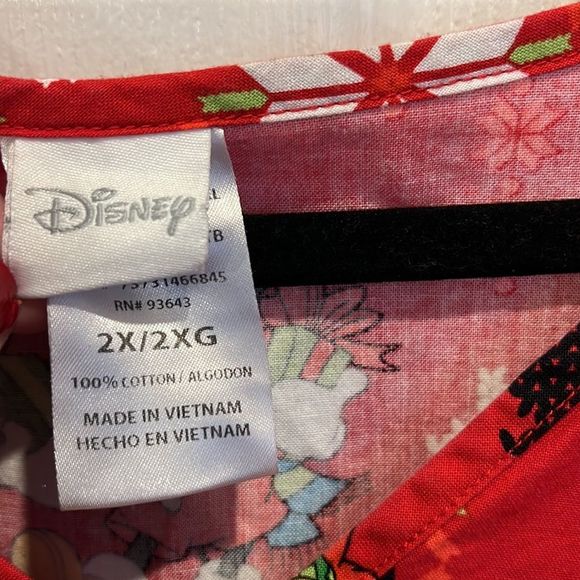 Disney
RN# 93643
2X/2XG
100% COTTON / ALGODON
MADE IN VIETNAM
HECHO EN VIETNAM